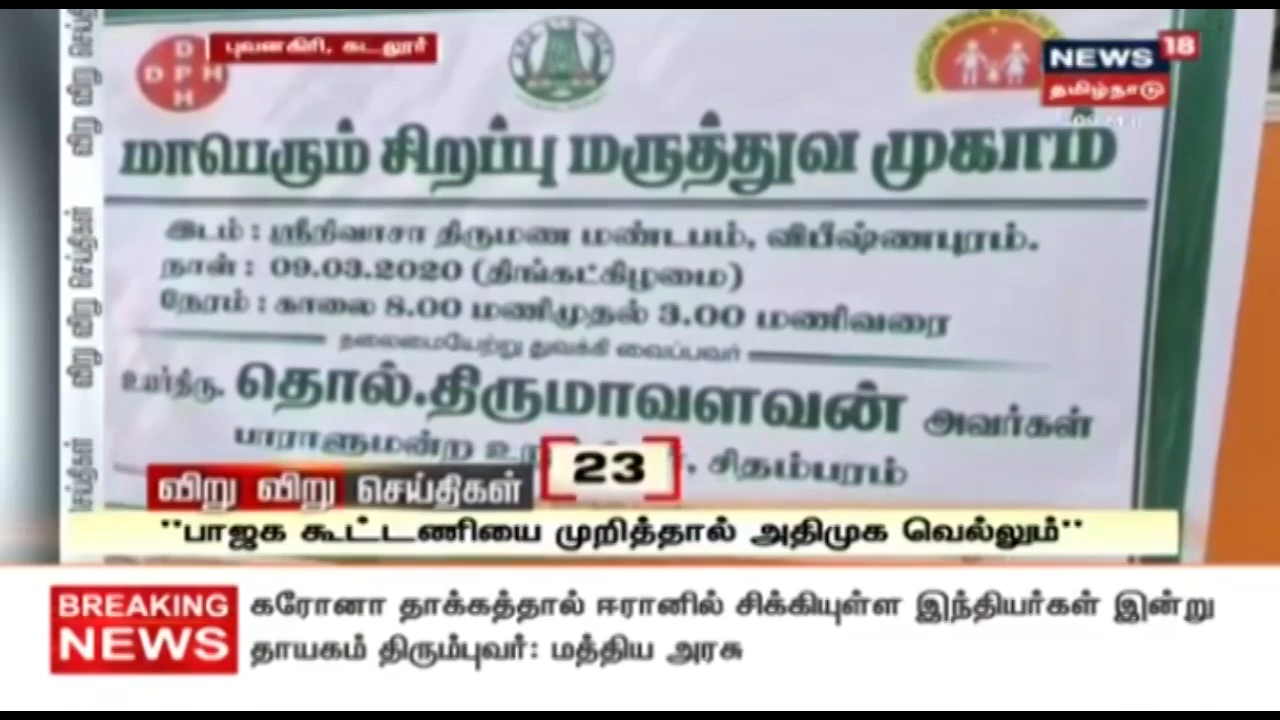 புவனகிரி, கடலூர்
DPH
DPH
NEWS 18
தமிழ்நாடு
மாபெரும் சிறப்பு மருத்துவ முகாம்
இடம் : ஸ்ரீநிவாசா திருமண மண்டபம், விபீஷ்ணபுரம்.
நாள் : 09.03.2020 (திங்கட்கிழமை)
நேரம் : காலை 8.00 மணிமுதல் 3.00 மணிவரை
தலைமையேற்று துவக்கி வைப்பவர்
உயர்திரு. தொல்.திருமாவளவன் அவர்கள்
பாராளுமன்ற சிதம்பரம்
விறு விறு செய்திகள் 23
"பாஜக கூட்டணியை முறித்தால் அதிமுக வெல்லும்"
BREAKING NEWS
கரோனா தாக்கத்தால் ஈரானில் சிக்கியுள்ள இந்தியர்கள் இன்று
தாயகம் திரும்புவர்: மத்திய அரசு
விறு விறு செய்திகள்